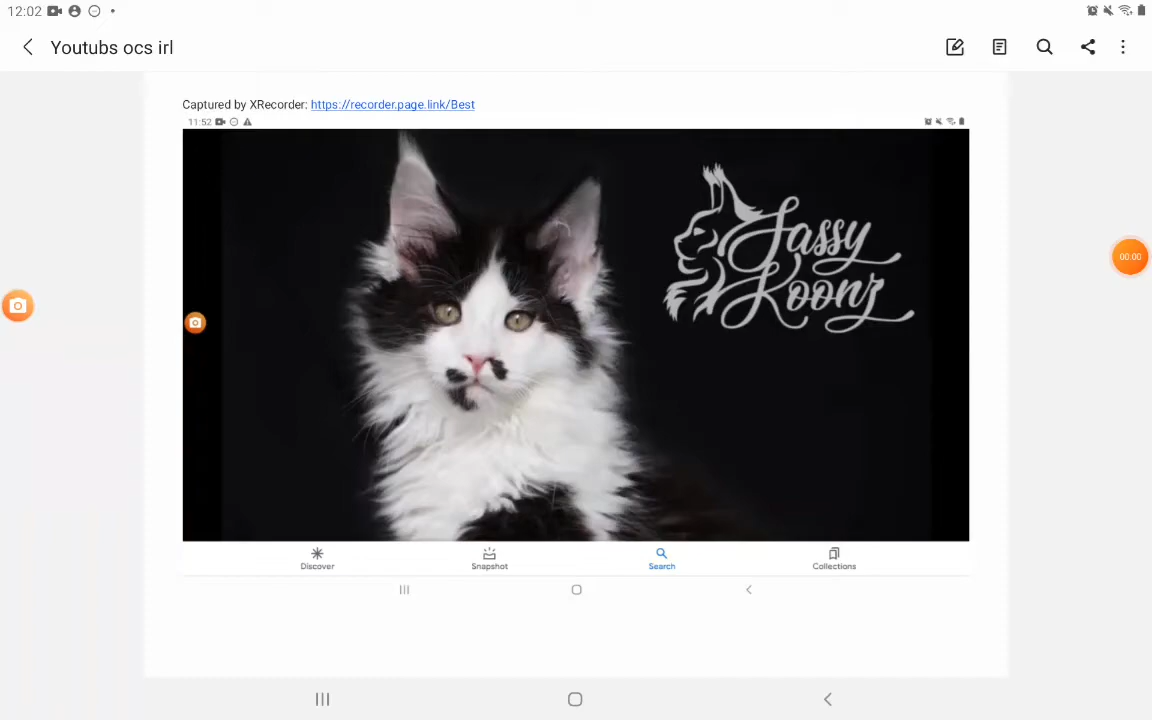 12:02
Youtubs ocs irl
Captured by XRecorder: https://recorder.page.link/Best
11:52
Sassy
Koonz
00:00
Discover
Snapshot
Search
Collections